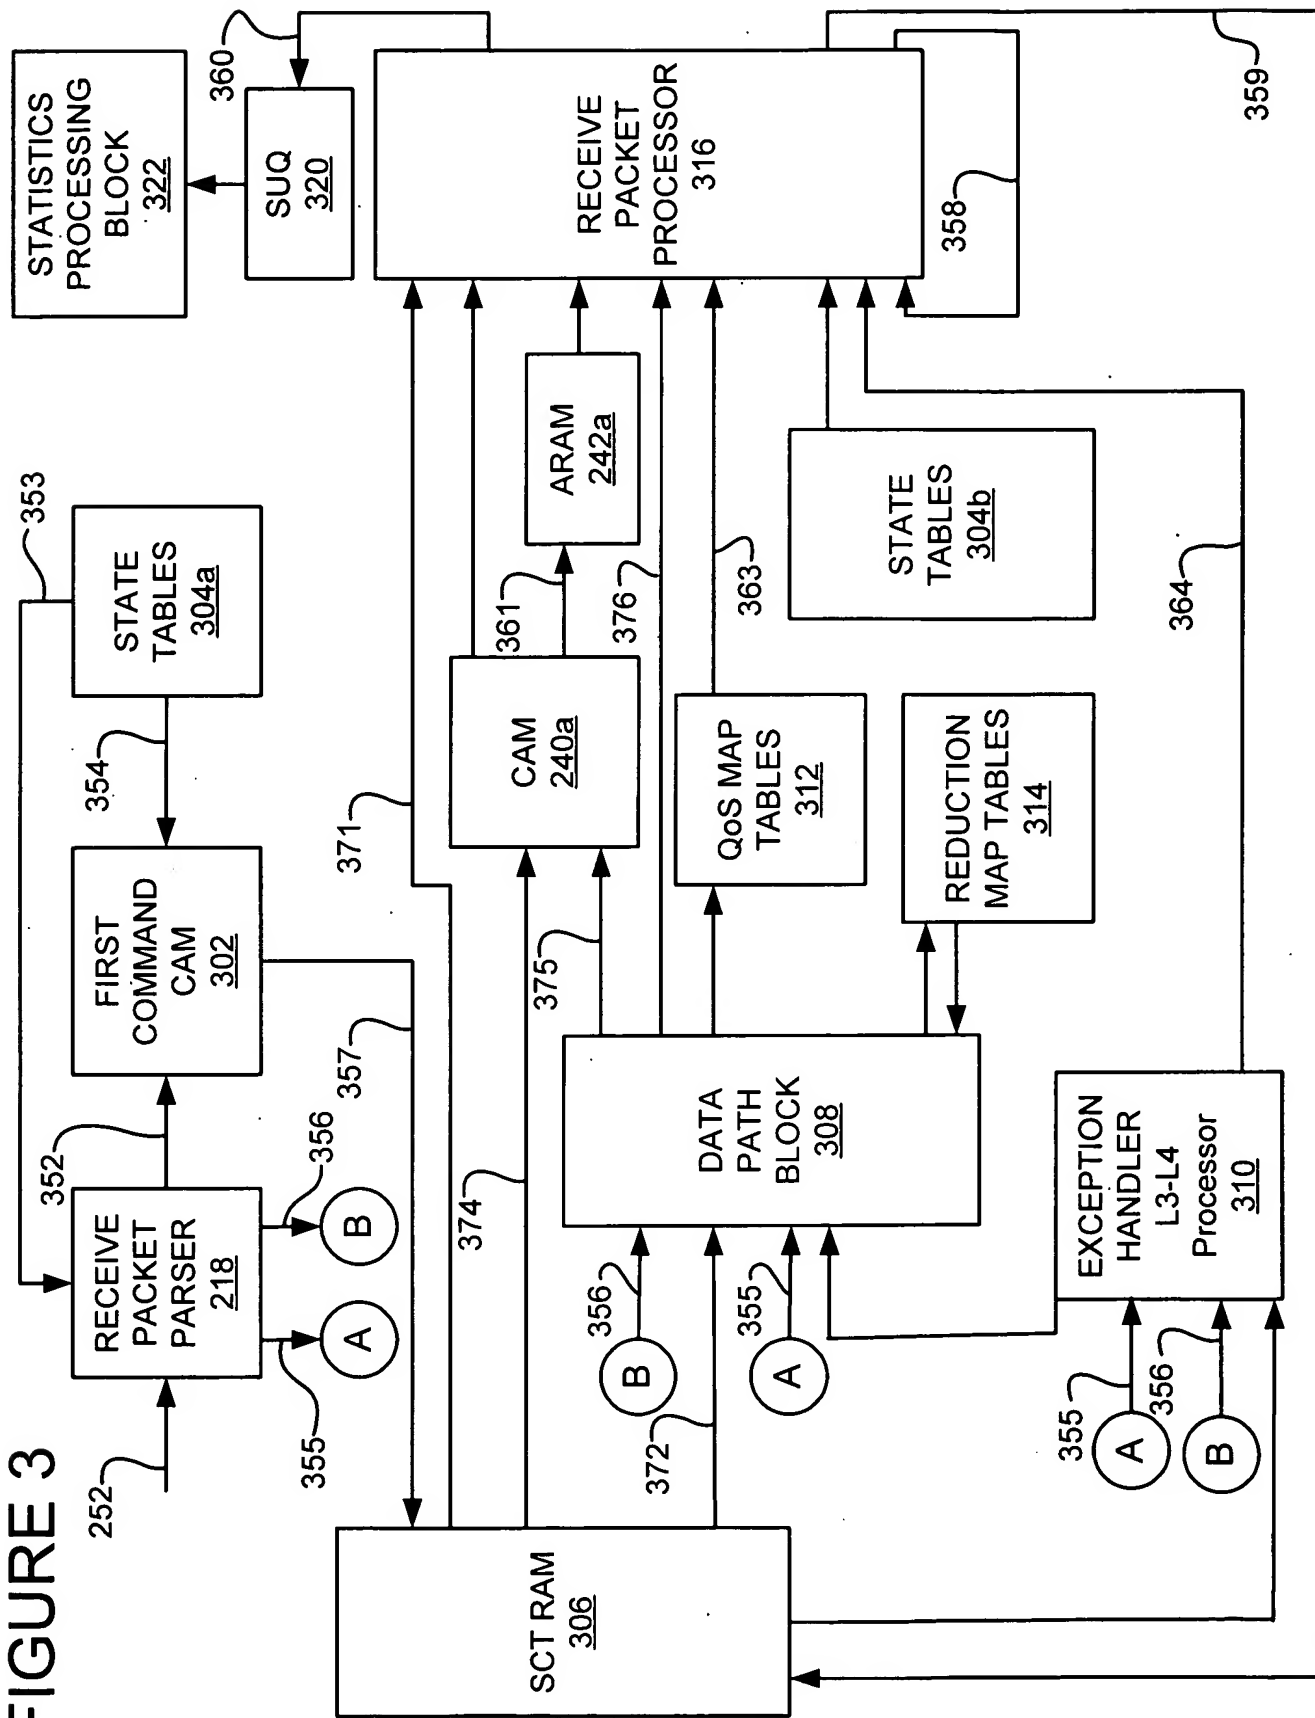 FIGURE 3
252
RECEIVE
PACKET
PARSER
218
352
355
A
356
B
FIRST
COMMAND
CAM
302
354
STATE
TABLES
304a
353
STATISTICS
PROCESSING
BLOCK
322
SUQ
320
360
357
371
SCT RAM
306
374
372
375
CAM
240a
361
ARAM
242a
376
363
RECEIVE
PACKET
PROCESSOR
316
358
359
B
356
A
355
DATA
PATH
BLOCK
308
QoS MAP
TABLES
312
REDUCTION
MAP TABLES
314
STATE
TABLES
304b
364
A
355
B
356
EXCEPTION
HANDLER
L3-L4
Processor
310